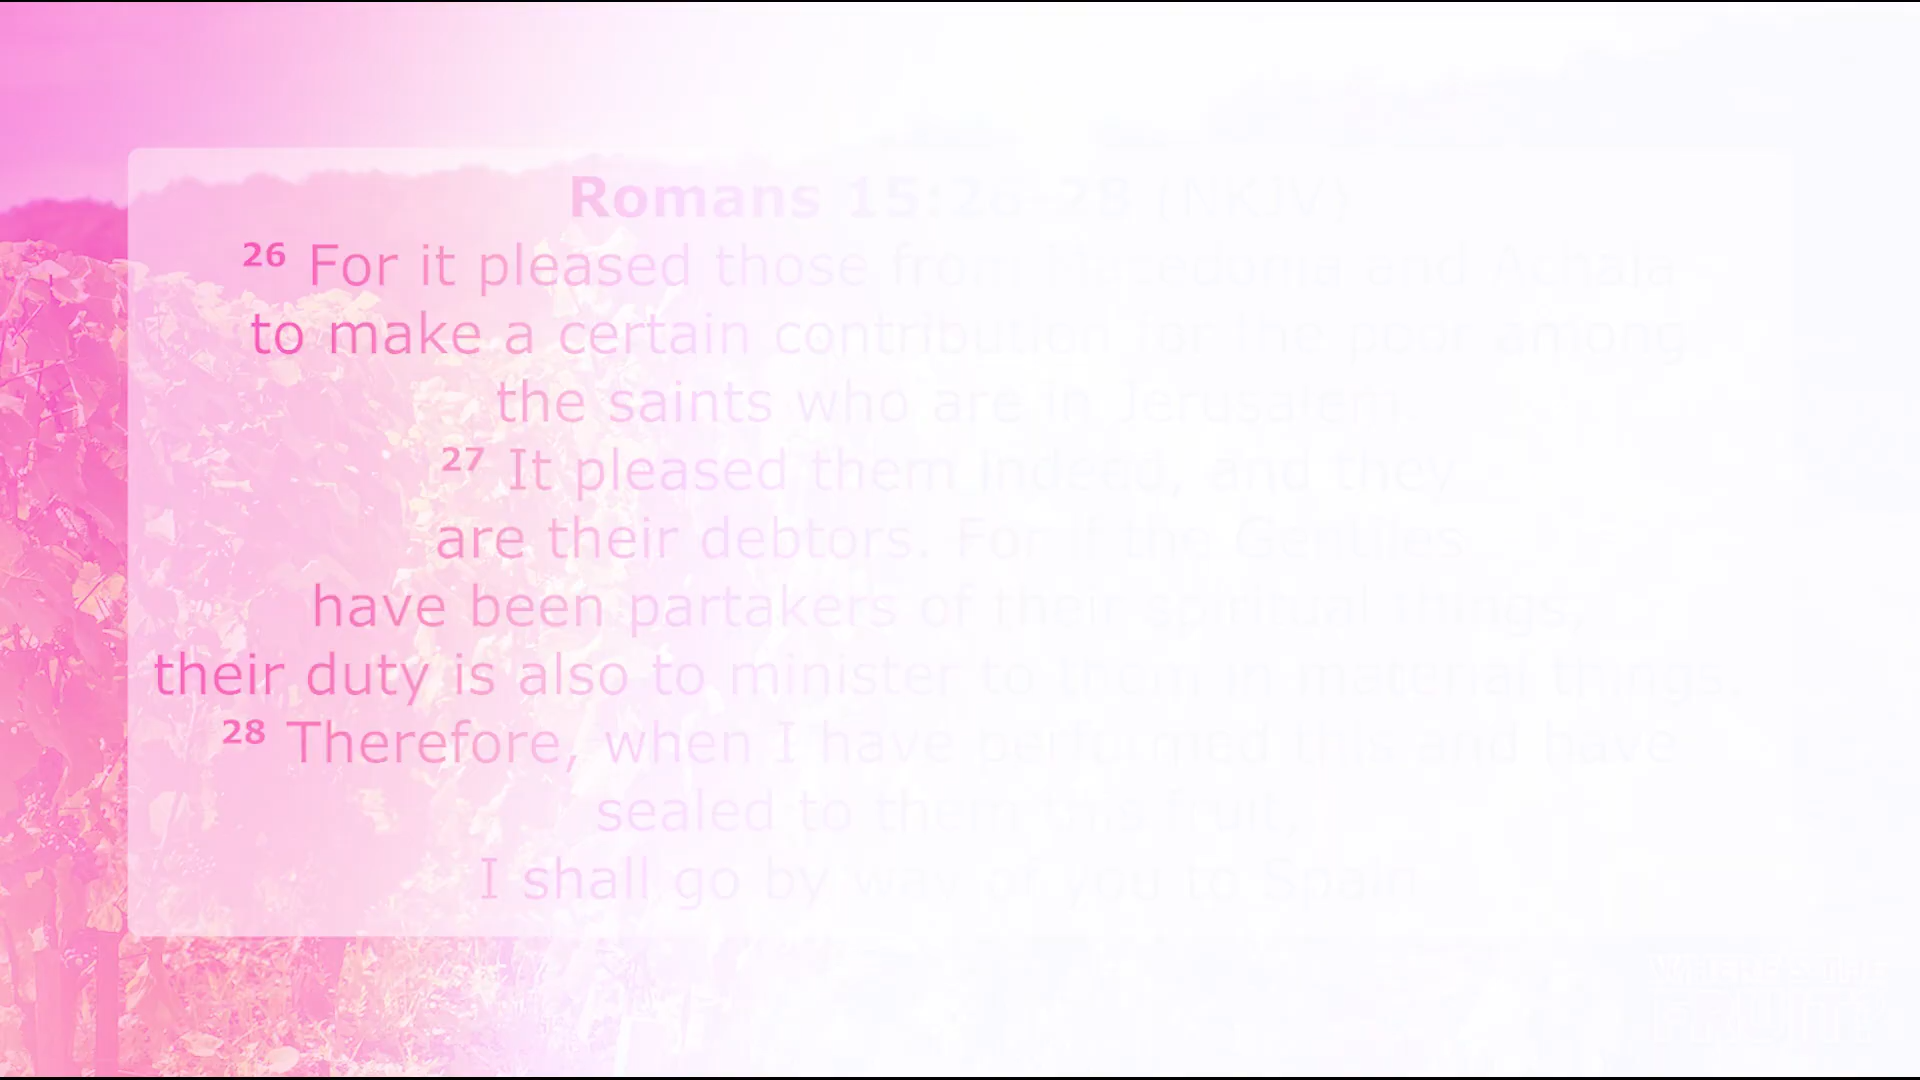 Romans 15:26–28 (NKJV)
26 For it pleased those from Macedonia and Achaia
to make a certain contribution for the poor among
the saints who are in Jerusalem.
27 It pleased them indeed, and they
are their debtors. For if the Gentiles
have been partakers of their spiritual things,
their duty is also to minister to them in material things.
28 Therefore, when I have performed this and have
sealed to them this fruit,
I shall go by way of you to Spain